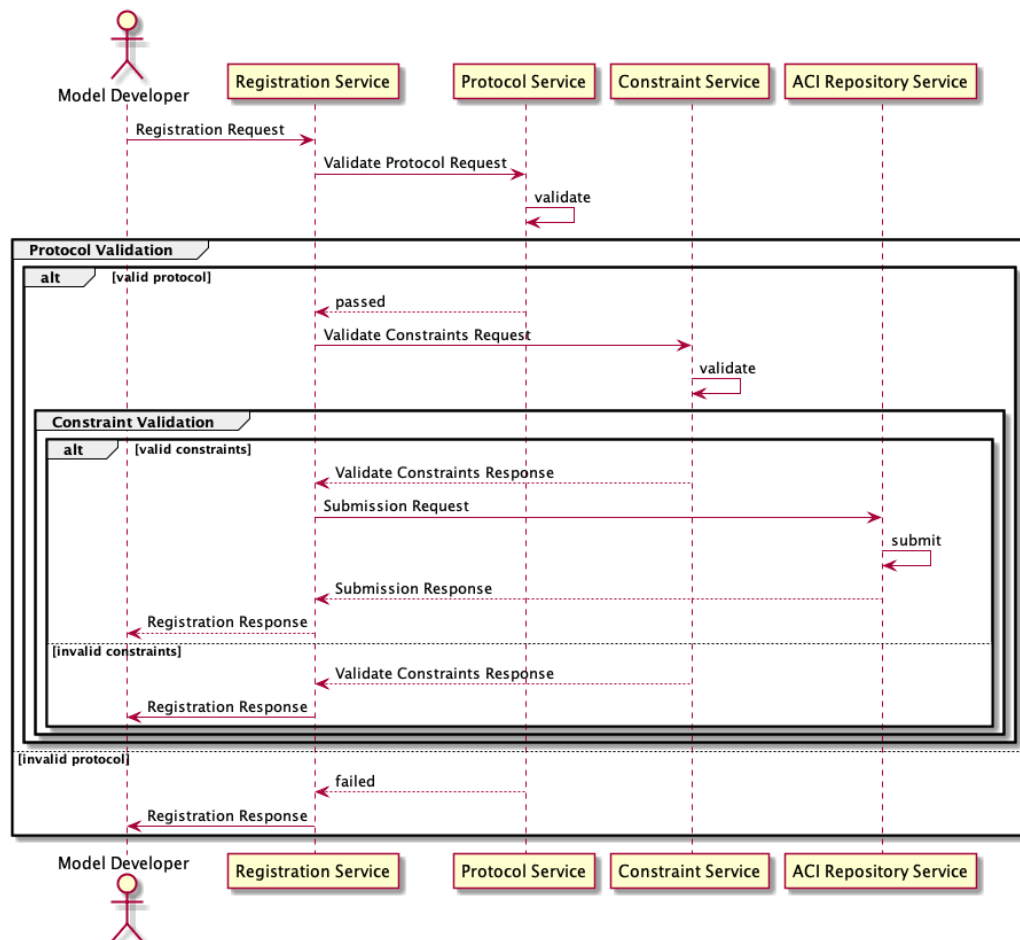 Model Developer
Registration Service
Protocol Service
Constraint Service
ACI Repository Service
Registration Request
Validate Protocol Request
validate
Protocol Validation
alt [valid protocol]
passed
Validate Constraints Request
validate
Constraint Validation
alt [valid constraints]
Validate Constraints Response
Submission Request
submit
Submission Response
Registration Response
[invalid constraints]
Validate Constraints Response
Registration Response
[invalid protocol]
failed
Registration Response
Model Developer
Registration Service
Protocol Service
Constraint Service
ACI Repository Service